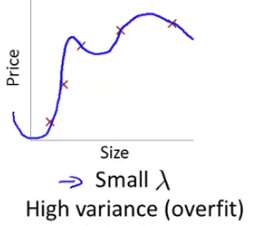 Price
Size
→ Small λ
High variance (overfit)